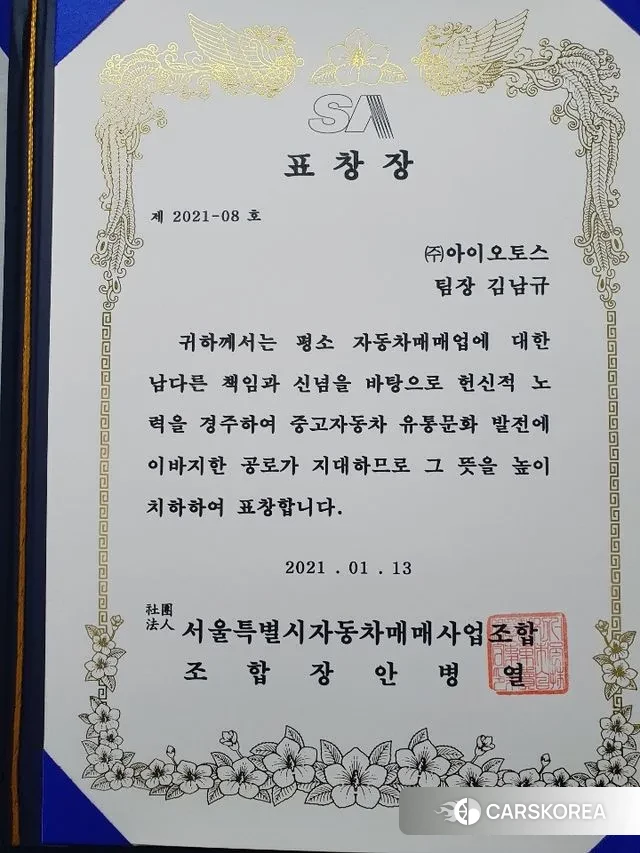 SA
표창장
제 2021-08 호
㈜아이오토스
팀장 김남규
귀하께서는 평소 자동차매매업에 대한
남다른 책임과 신념을 바탕으로 헌신적 노
력을 경주하여 중고자동차 유통문화 발전에
이바지한 공로가 지대하므로 그 뜻을 높이
치하하여 표창합니다.
2021 . 01 . 13
社團
法人 서울특별시자동차매매사업조합
조합장 안병열
CARSKOREA